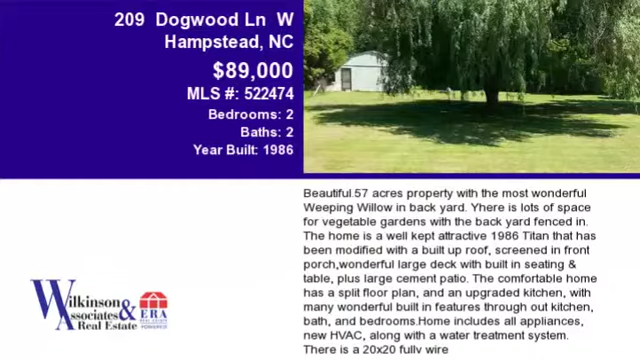 209 Dogwood Ln W
Hampstead, NC
$89,000
MLS #: 522474
Bedrooms: 2
Baths: 2
Year Built: 1986
Beautiful.57 acres property with the most wonderful
Weeping Willow in back yard. Yhere is lots of space
for vegetable gardens with the back yard fenced in.
The home is a well kept attractive 1986 Titan that has
been modified with a built up roof, screened in front
porch,wonderful large deck with built in seating &
table, plus large cement patio. The comfortable home
has a split floor plan, and an upgraded kitchen, with
many wonderful built in features through out kitchen,
bath, and bedrooms.Home includes all appliances,
new HVAC, along with a water treatment system.
There is a 20x20 fully wire
Wilkinson &
Associates
Real Estate
ERA
REAL ESTATE
POWERED